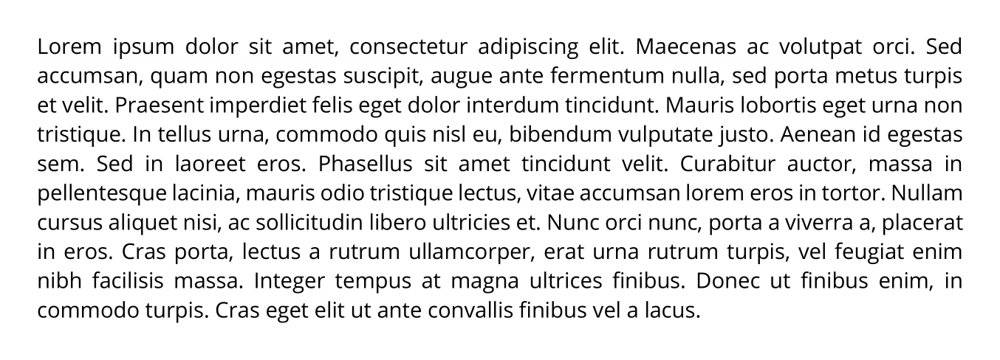 Lorem ipsum dolor sit amet, consectetur adipiscing elit. Maecenas ac volutpat orci. Sed
accumsan, quam non egestas suscipit, augue ante fermentum nulla, sed porta metus turpis
et velit. Praesent imperdiet felis eget dolor interdum tincidunt. Mauris lobortis eget urna non
tristique. In tellus urna, commodo quis nisl eu, bibendum vulputate justo. Aenean id egestas
sem. Sed in laoreet eros. Phasellus sit amet tincidunt velit. Curabitur auctor, massa in
pellentesque lacinia, mauris odio tristique lectus, vitae accumsan lorem eros in tortor. Nullam
cursus aliquet nisi, ac sollicitudin libero ultricies et. Nunc orci nunc, porta a viverra a, placerat
in eros. Cras porta, lectus a rutrum ullamcorper, erat urna rutrum turpis, vel feugiat enim
nibh facilisis massa. Integer tempus at magna ultrices finibus. Donec ut finibus enim, in
commodo turpis. Cras eget elit ut ante convallis finibus vel a lacus.